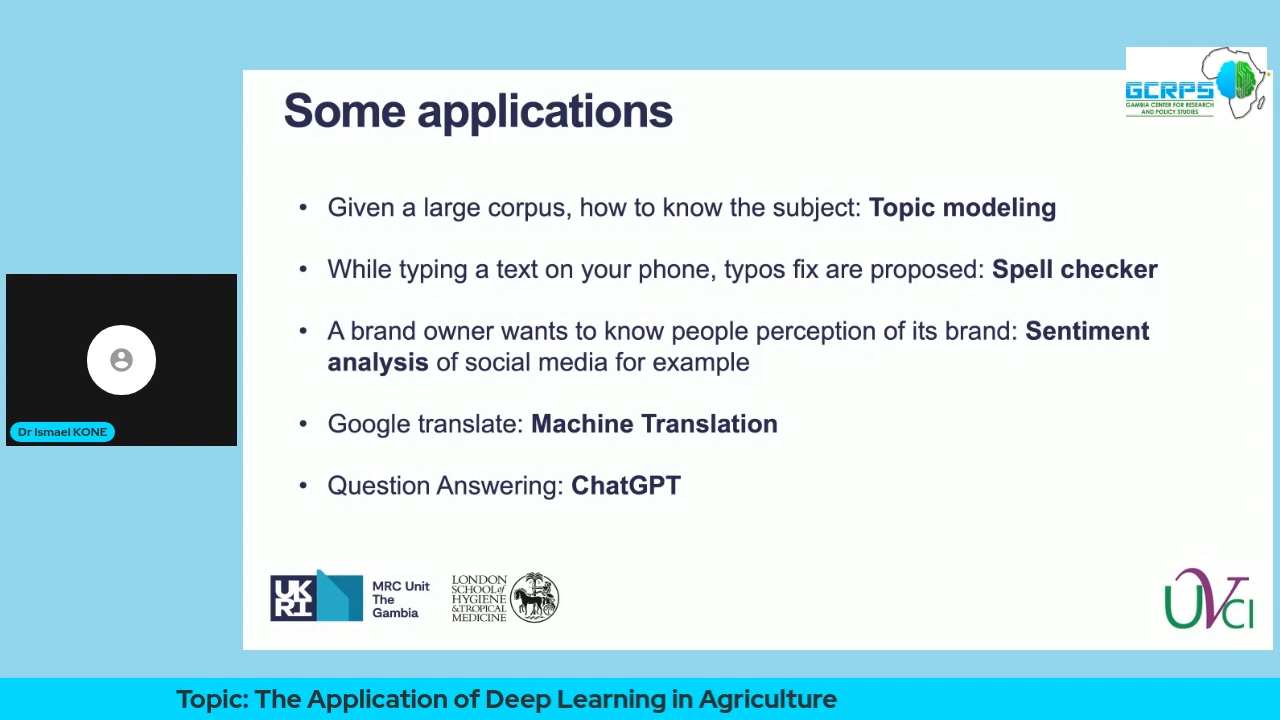 GCRPS
GAMBIA CENTER FOR RESEARCH
AND POLICY STUDIES
Some applications
• Given a large corpus, how to know the subject: Topic modeling
• While typing a text on your phone, typos fix are proposed: Spell checker
• A brand owner wants to know people perception of its brand: Sentiment
analysis of social media for example
• Google translate: Machine Translation
• Question Answering: ChatGPT
Dr Ismael KONE
UK
RI
MRC Unit
The
Gambia
LONDON
SCHOOL of
HYGIENE
& TROPICAL
MEDICINE
UVCI
Topic: The Application of Deep Learning in Agriculture